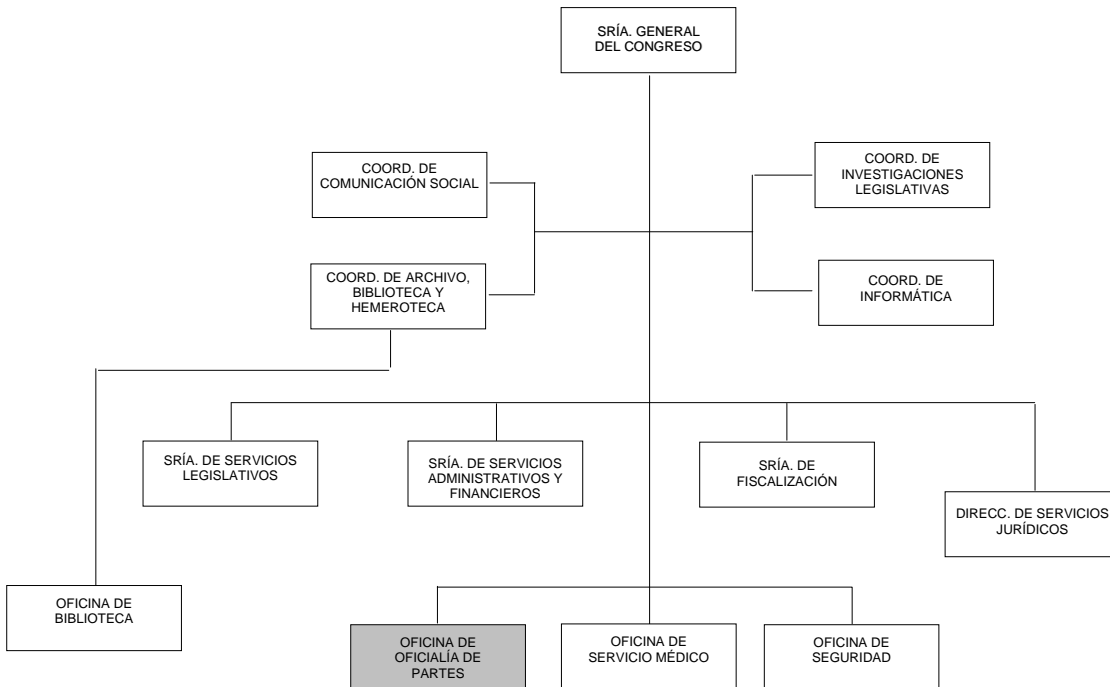 SRÍA. GENERAL
DEL CONGRESO
COORD. DE
COMUNICACIÓN SOCIAL
COORD. DE
INVESTIGACIONES
LEGISLATIVAS
COORD. DE ARCHIVO,
BIBLIOTECA Y
HEMEROTECA
COORD. DE
INFORMÁTICA
SRÍA. DE SERVICIOS
LEGISLATIVOS
SRÍA. DE SERVICIOS
ADMINISTRATIVOS Y
FINANCIEROS
SRÍA. DE
FISCALIZACIÓN
DIRECC. DE SERVICIOS
JURÍDICOS
OFICINA DE
BIBLIOTECA
OFICINA DE
OFICIALÍA DE
PARTES
OFICINA DE
SERVICIO MÉDICO
OFICINA DE
SEGURIDAD